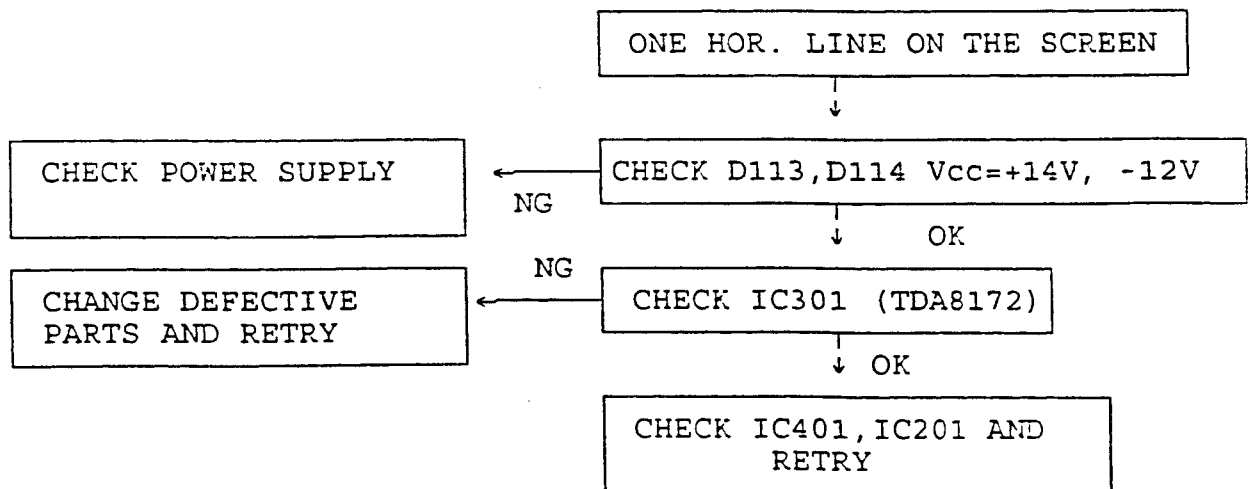 ONE HOR. LINE ON THE SCREEN
CHECK POWER SUPPLY
CHECK D113,D114 Vcc=+14V, -12V
NG
OK
NG
CHANGE DEFECTIVE
PARTS AND RETRY
CHECK IC301 (TDA8172)
OK
CHECK IC401,IC201 AND
RETRY